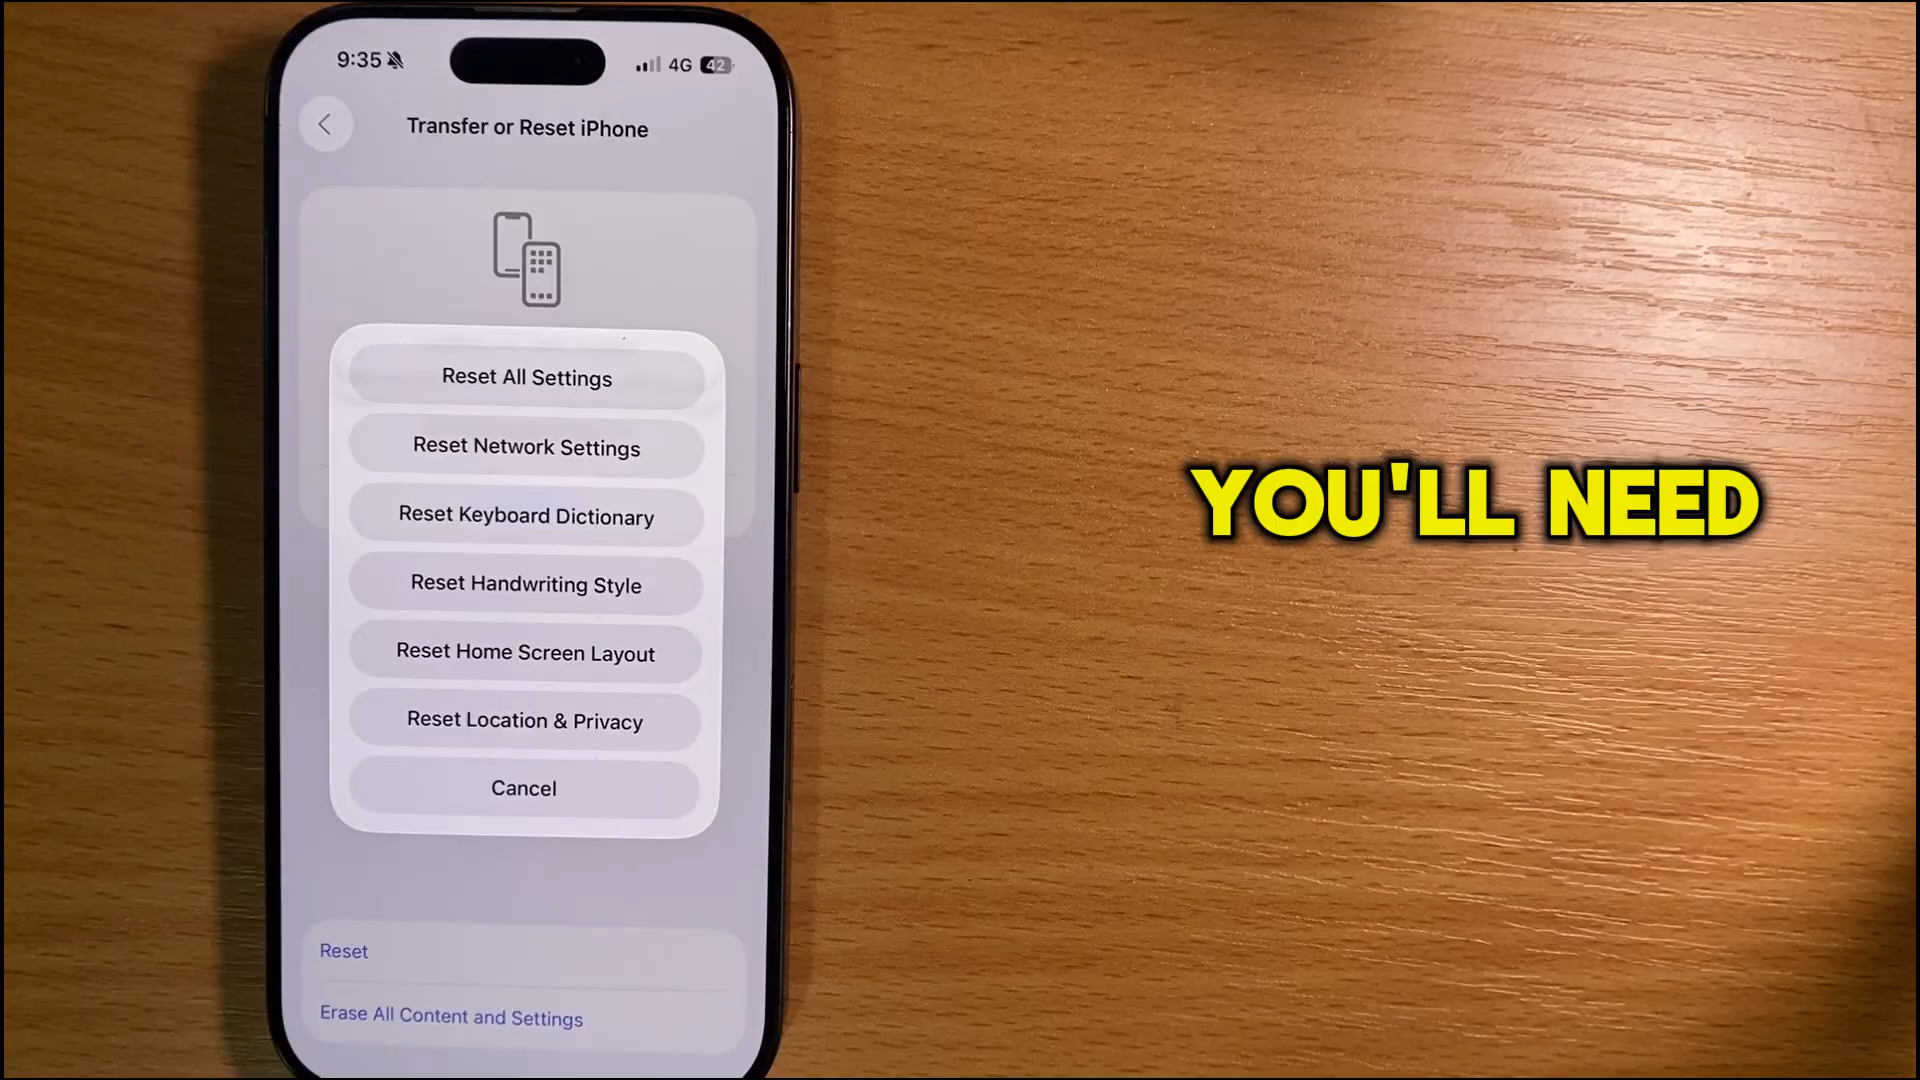 9:35
4G 42
Transfer or Reset iPhone
Reset All Settings
Reset Network Settings
Reset Keyboard Dictionary
Reset Handwriting Style
Reset Home Screen Layout
Reset Location & Privacy
Cancel
Reset
Erase All Content and Settings
YOU'LL NEED